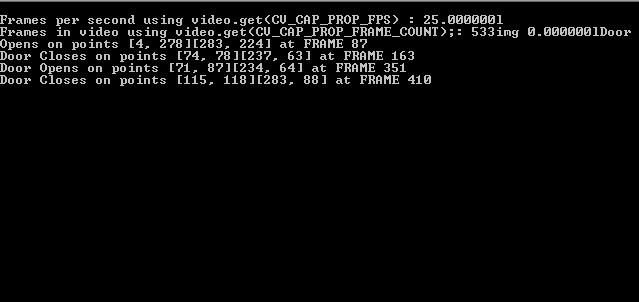 Frames per second using video.get(CV_CAP_PROP_FPS) : 25.000000l
Frames in video using video.get(CV_CAP_PROP_FRAME_COUNT);: 533img 0.000000lDoor
Opens on points [4, 278][283, 224] at FRAME 87
Door Closes on points [74, 78][237, 63] at FRAME 163
Door Opens on points [71, 87][234, 64] at FRAME 351
Door Closes on points [115, 118][283, 88] at FRAME 410